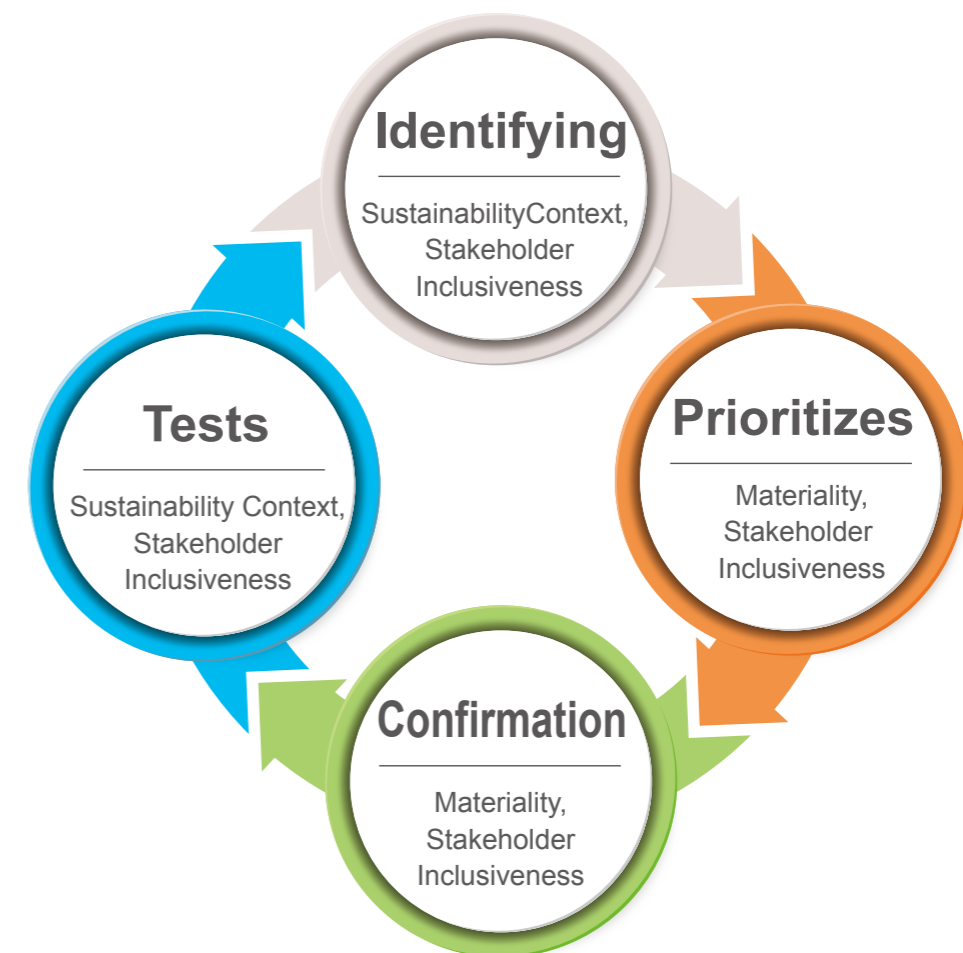 Identifying
SustainabilityContext,
Stakeholder
Inclusiveness
Prioritizes
Materiality,
Stakeholder
Inclusiveness
Confirmation
Materiality,
Stakeholder
Inclusiveness
Tests
Sustainability Context,
Stakeholder
Inclusiveness